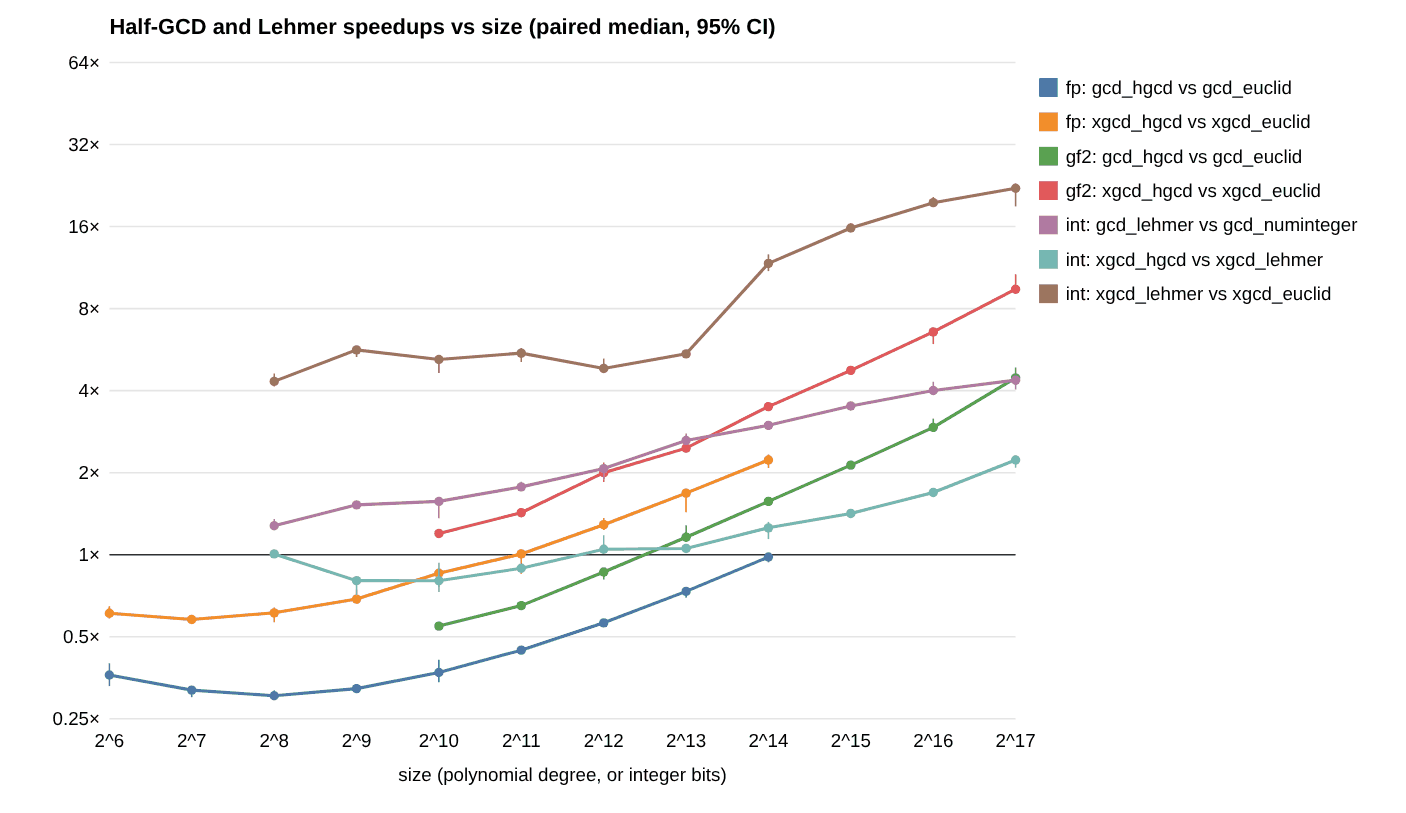 Half-GCD and Lehmer speedups vs size (paired median, 95% CI)
64×
32×
16×
8×
4×
2×
1×
0.5×
0.25×
2^6 2^7 2^8 2^9 2^10 2^11 2^12 2^13 2^14 2^15 2^16 2^17
size (polynomial degree, or integer bits)
fp: gcd_hgcd vs gcd_euclid
fp: xgcd_hgcd vs xgcd_euclid
gf2: gcd_hgcd vs gcd_euclid
gf2: xgcd_hgcd vs xgcd_euclid
int: gcd_lehmer vs gcd_numinteger
int: xgcd_hgcd vs xgcd_lehmer
int: xgcd_lehmer vs xgcd_euclid